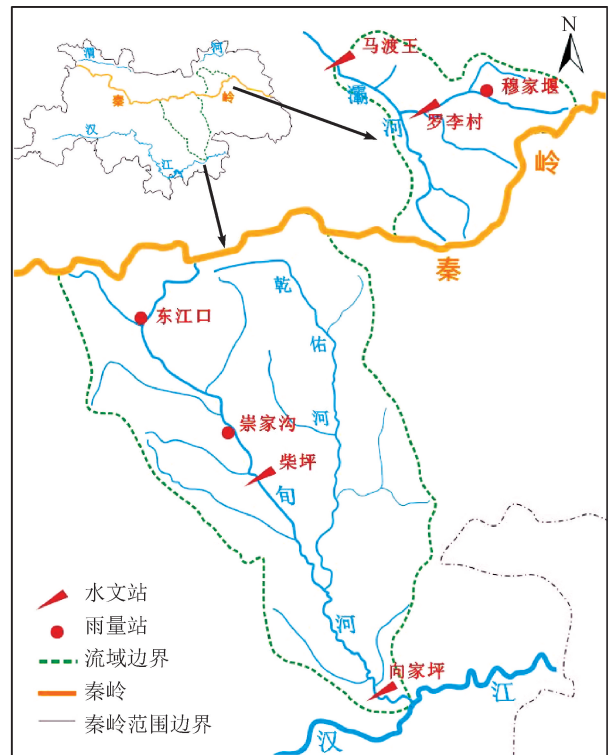 渭
河
秦
岭
汉
江
N
马渡王
灞
河
罗李村
穆家堰
岭
秦
乾
佑
河
东江口
崇家沟
柴坪
旬
河
向家坪
汉
江
水文站
雨量站
流域边界
秦岭
秦岭范围边界